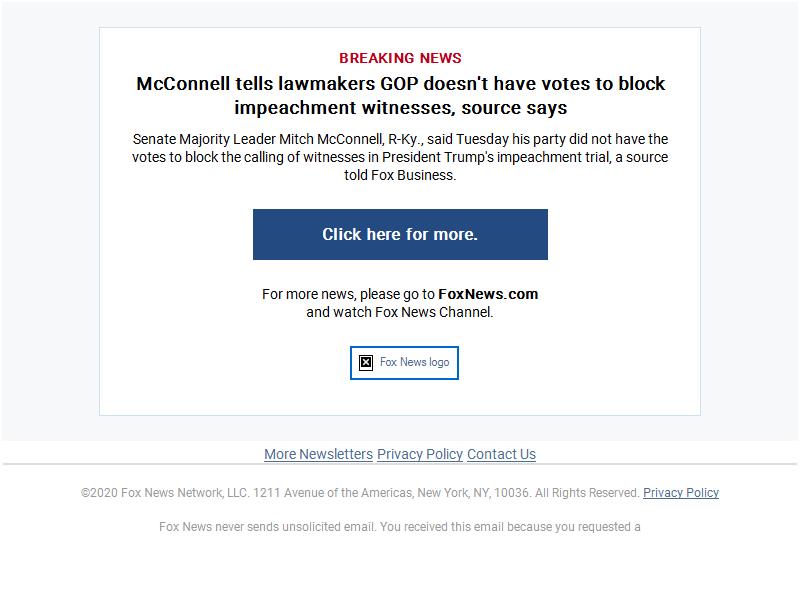 BREAKING NEWS
McConnell tells lawmakers GOP doesn't have votes to block
impeachment witnesses, source says
Senate Majority Leader Mitch McConnell, R-Ky., said Tuesday his party did not have the
votes to block the calling of witnesses in President Trump's impeachment trial, a source
told Fox Business.
Click here for more.
For more news, please go to FoxNews.com
and watch Fox News Channel.
Fox News logo
More Newsletters Privacy Policy Contact Us
©2020 Fox News Network, LLC. 1211 Avenue of the Americas, New York, NY, 10036. All Rights Reserved. Privacy Policy
Fox News never sends unsolicited email. You received this email because you requested a